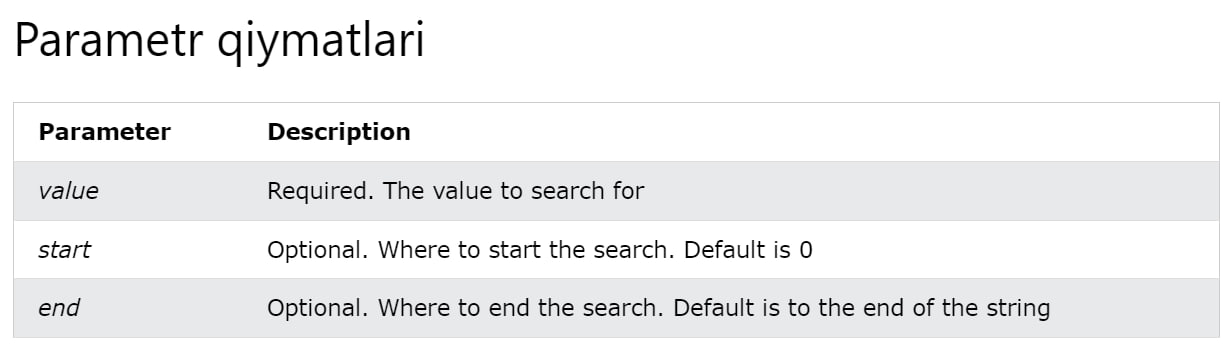 Parametr qiymatlari
Parameter Description
value Required. The value to search for
start Optional. Where to start the search. Default is 0
end Optional. Where to end the search. Default is to the end of the string